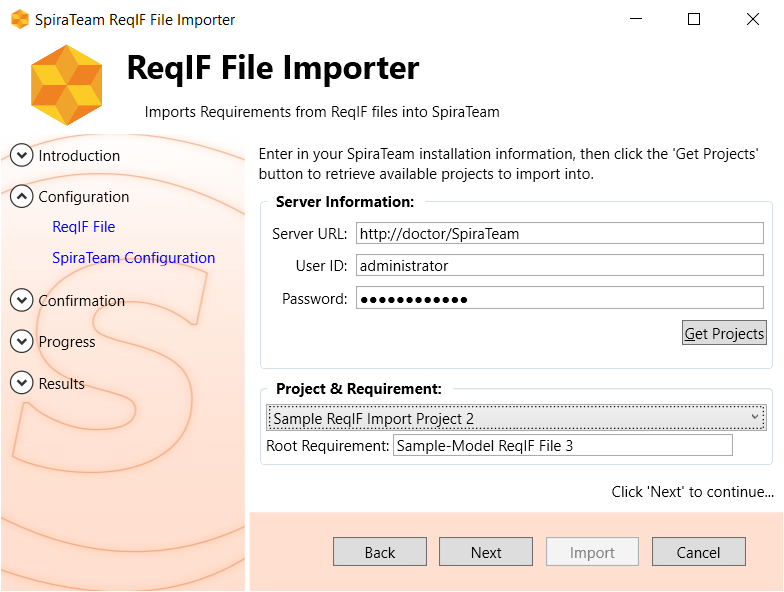 SpiraTeam ReqIF File Importer
ReqIF File Importer
Imports Requirements from ReqIF files into SpiraTeam
Introduction
Configuration
ReqIF File
SpiraTeam Configuration
Confirmation
Progress
Results
Enter in your SpiraTeam installation information, then click the 'Get Projects'
button to retrieve available projects to import into.
Server Information:
Server URL: http://doctor/SpiraTeam
User ID: administrator
Password: ●●●●●●●●●●●●
Get Projects
Project & Requirement:
Sample ReqIF Import Project 2
Root Requirement: Sample-Model ReqIF File 3
Click 'Next' to continue...
Back Next Import Cancel